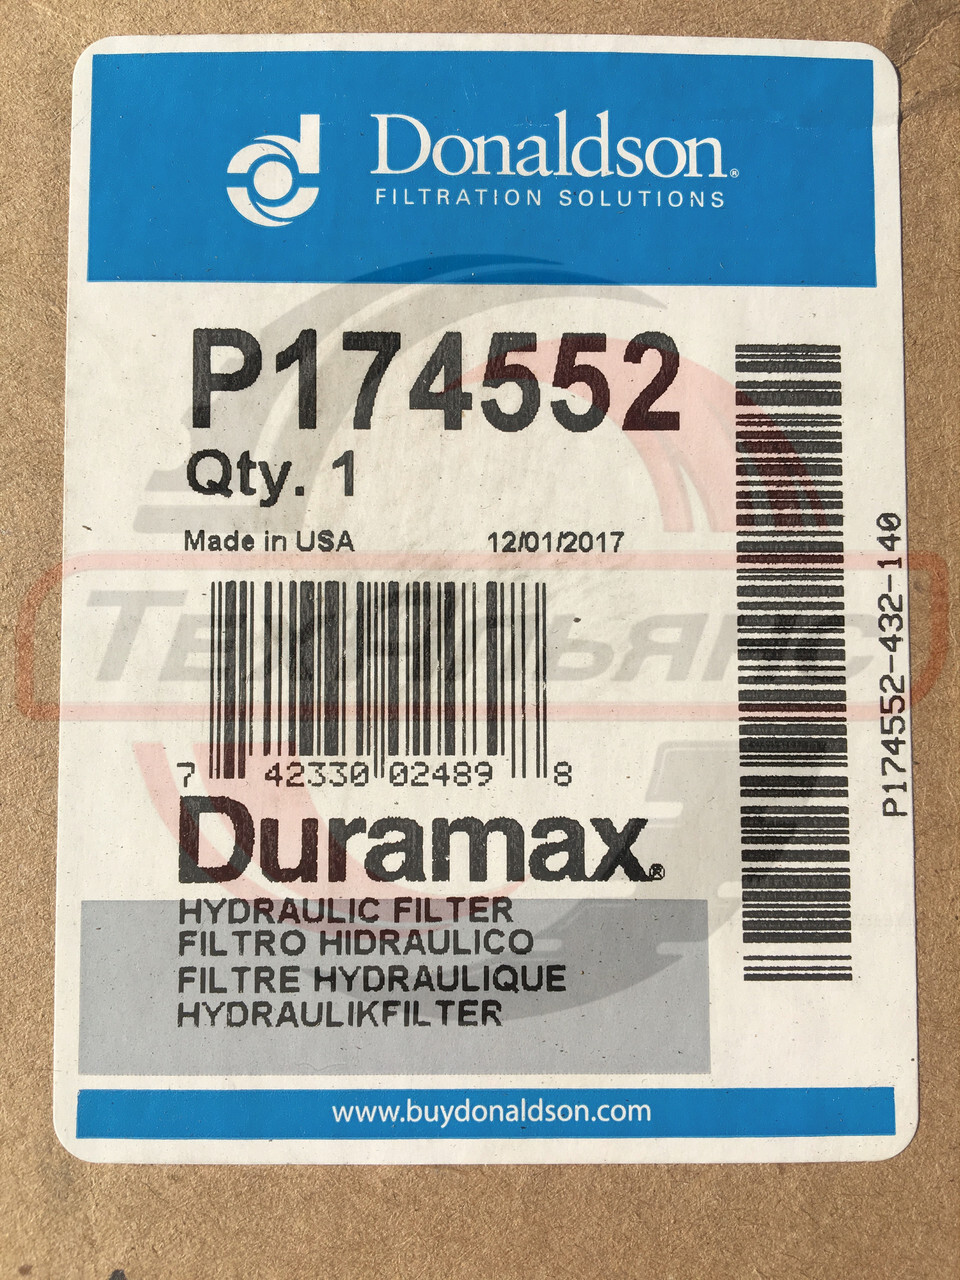 Donaldson®
FILTRATION SOLUTIONS
P174552
Qty. 1
Made in USA 12/01/2017
ТехАльянс
7 42330 02489 8
P174552-432-140
Duramax®
HYDRAULIC FILTER
FILTRO HIDRAULICO
FILTRE HYDRAULIQUE
HYDRAULIKFILTER
www.buydonaldson.com